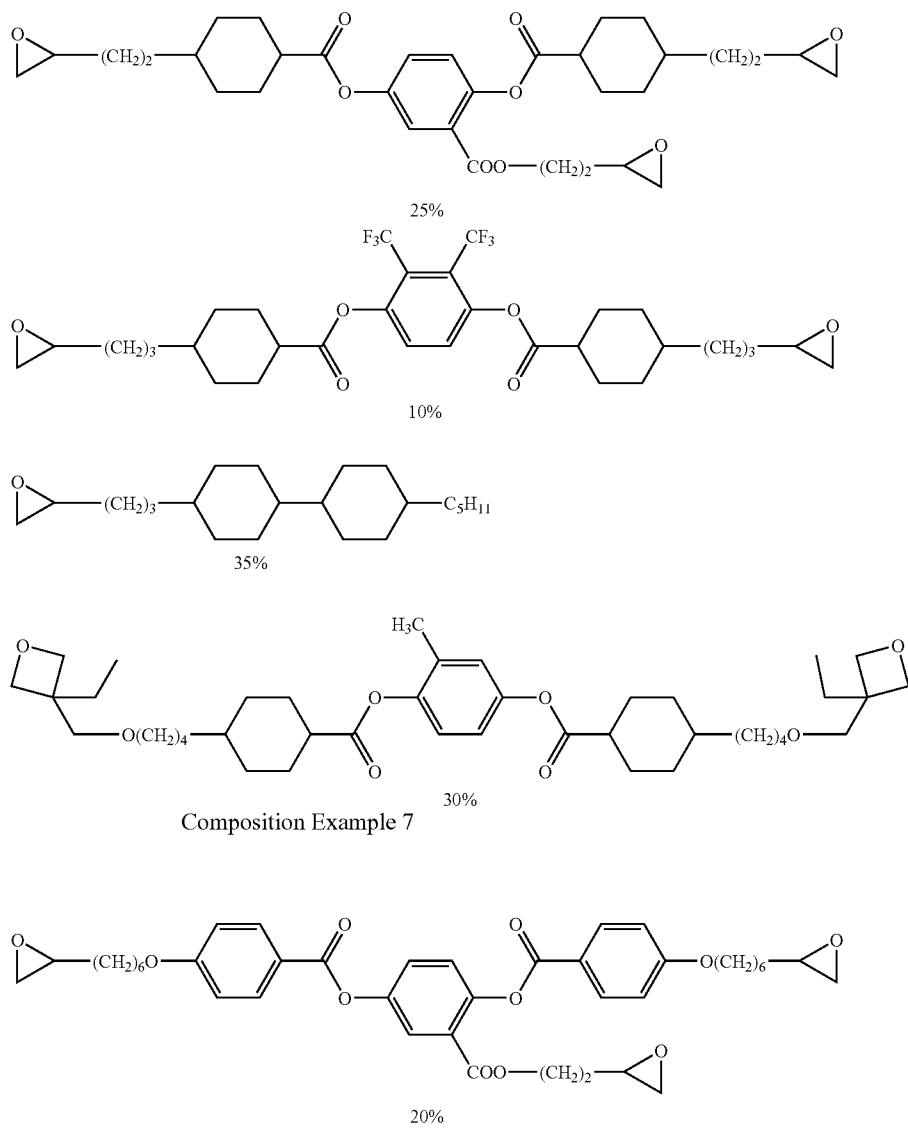 O (CH2)2 O O O O (CH2)2 O
COO (CH2)2 O
25%
F3C CF3
O (CH2)3 O O O O (CH2)3 O
10%
O (CH2)3 C5H11
35%
O H3C O
O(CH2)4 O O O O (CH2)4O
30%
Composition Example 7
O (CH2)6O O O O O O(CH2)6 O
COO (CH2)2 O
20%